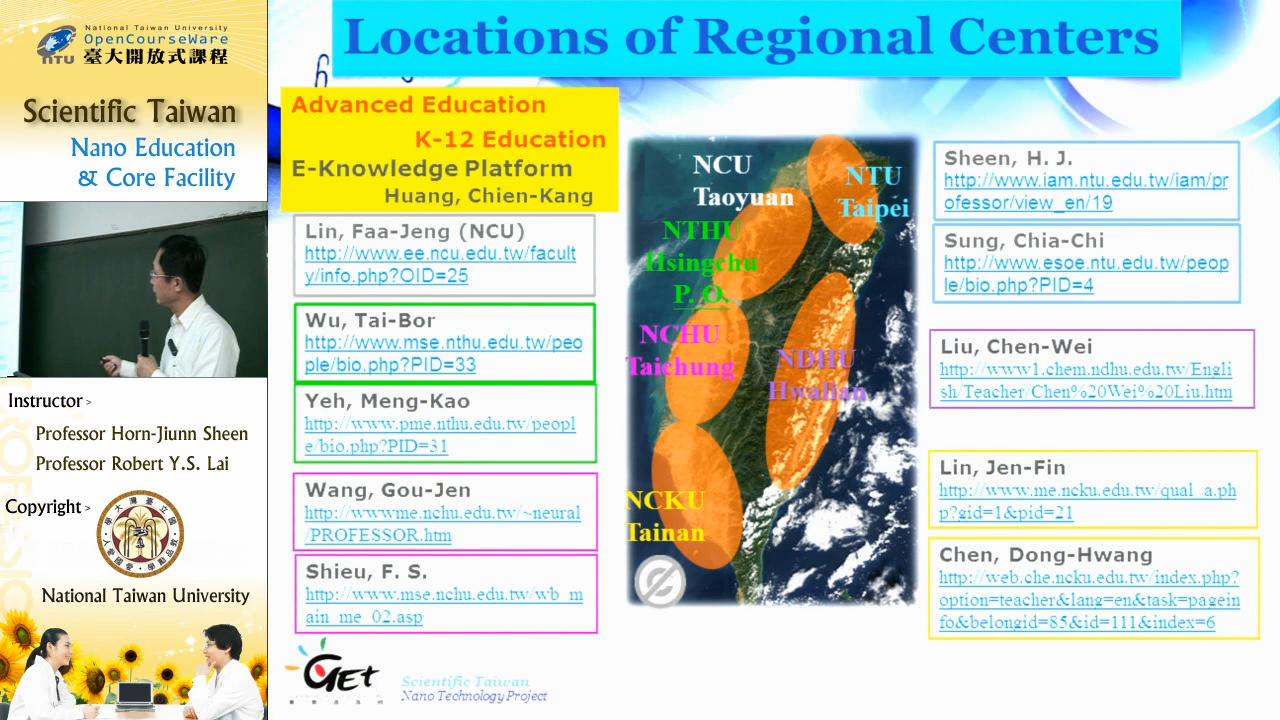 National Taiwan University
OpenCourseWare
NTU 臺大開放式課程
Scientific Taiwan
Nano Education
& Core Facility
Instructor >
Professor Horn-Jiunn Sheen
Professor Robert Y.S. Lai
Copyright >
National Taiwan University
Locations of Regional Centers
Advanced Education
K-12 Education
E-Knowledge Platform
Huang, Chien-Kang
Lin, Faa-Jeng (NCU)
http://www.ee.ncu.edu.tw/facult
y/info.php?OID=25
Wu, Tai-Bor
http://www.mse.nthu.edu.tw/peo
ple/bio.php?PID=33
Yeh, Meng-Kao
http://www.pme.nthu.edu.tw/peopl
e/bio.php?PID=31
Wang, Gou-Jen
http://wwwme.nchu.edu.tw/~neural
/PROFESSOR.htm
Shieu, F. S.
http://www.mse.nchu.edu.tw/wb_m
ain_me_02.asp
NCU
Taoyuan
NTU
Taipei
NTHU
Hsingchu
P. O.
NCHU
Taichung
NDHU
Hwalian
NCKU
Tainan
Sheen, H. J.
http://www.iam.ntu.edu.tw/iam/pr
ofessor/view_en/19
Sung, Chia-Chi
http://www.esoe.ntu.edu.tw/peop
le/bio.php?PID=4
Liu, Chen-Wei
http://www1.chem.ndhu.edu.tw/Engli
sh/Teacher/Chen%20Wei%20Liu.htm
Lin, Jen-Fin
http://www.me.ncku.edu.tw/qual_a.ph
p?gid=1&pid=21
Chen, Dong-Hwang
http://web.che.ncku.edu.tw/index.php?
option=teacher&lang=en&task=pagein
fo&belongid=85&id=111&index=6
GET
Scientific Taiwan
Nano Technology Project